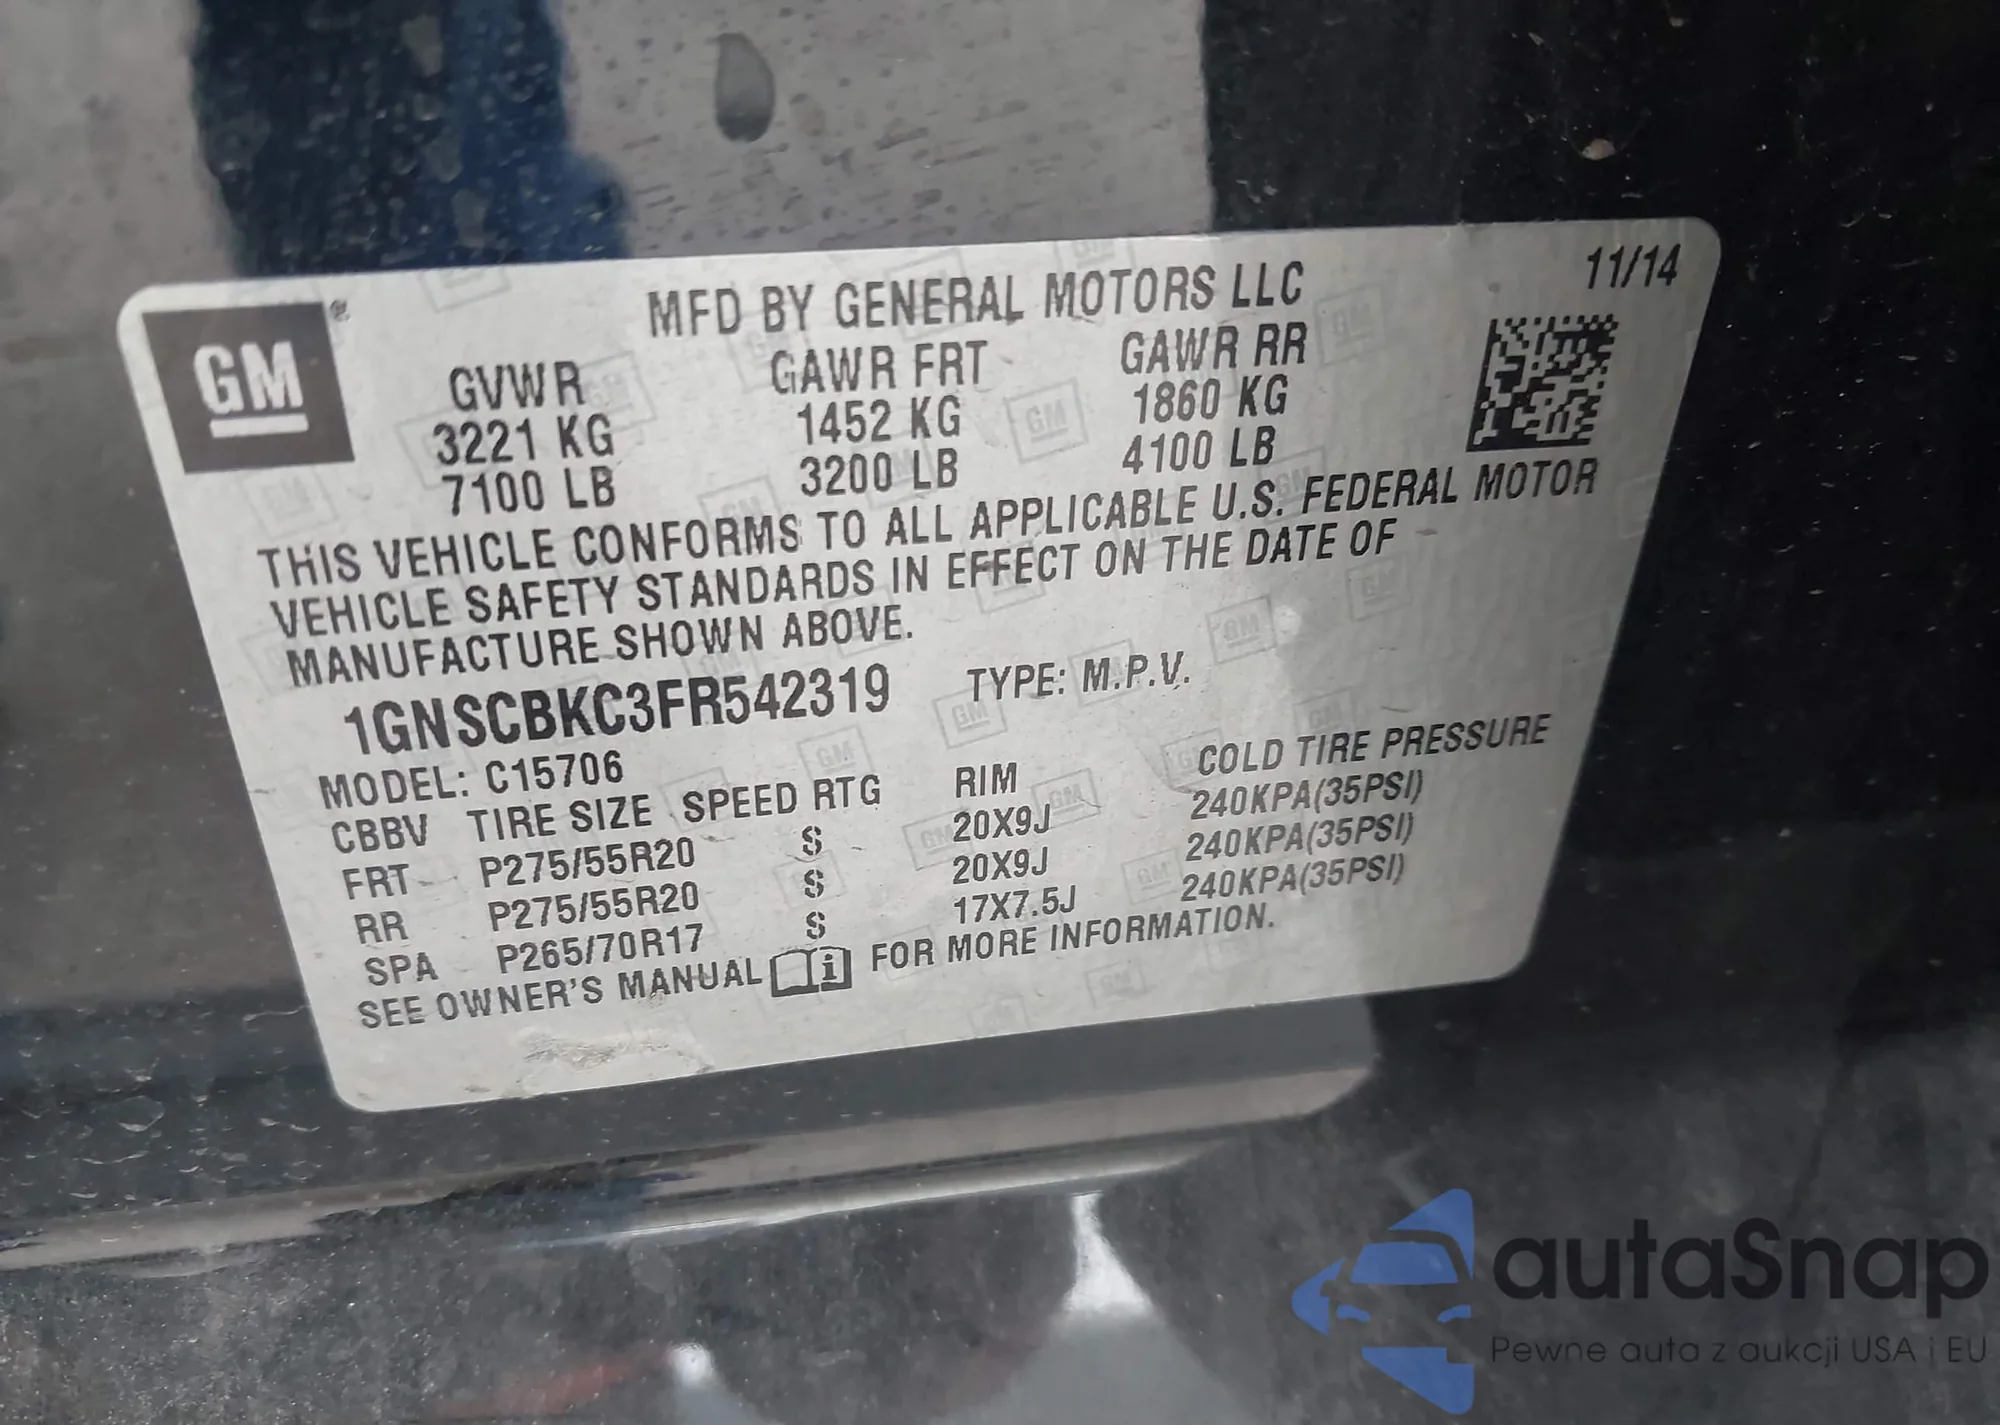 GM ®
MFD BY GENERAL MOTORS LLC
11/14
GVWR GAWR FRT GAWR RR
3221 KG 1452 KG 1860 KG
7100 LB 3200 LB 4100 LB
THIS VEHICLE CONFORMS TO ALL APPLICABLE U.S. FEDERAL MOTOR
VEHICLE SAFETY STANDARDS IN EFFECT ON THE DATE OF
MANUFACTURE SHOWN ABOVE.
1GNSCBKC3FR542319 TYPE: M.P.V.
MODEL: C15706
CBBV TIRE SIZE SPEED RTG RIM COLD TIRE PRESSURE
FRT P275/55R20 S 20X9J 240KPA(35PSI)
RR P275/55R20 S 20X9J 240KPA(35PSI)
SPA P265/70R17 S 17X7.5J 240KPA(35PSI)
SEE OWNER'S MANUAL i FOR MORE INFORMATION.
autaSnap
Pewne auta z aukcji USA i EU